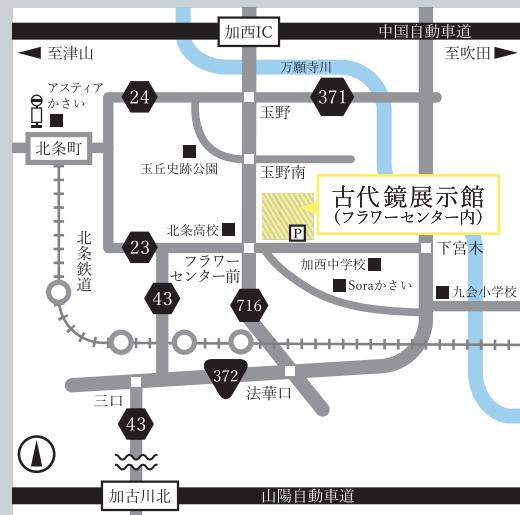 加西IC
中国自動車道
至津山
至吹田
万願寺川
アスティア
かさい
24
371
玉野
北条町
玉丘史跡公園
玉野南
古代鏡展示館
(フラワーセンター内)
P
北条高校
北条鉄道
23
フラワー
センター前
下宮木
加西中学校
Soraかさい
九会小学校
43
716
372
三口
法華口
43
加古川北
山陽自動車道